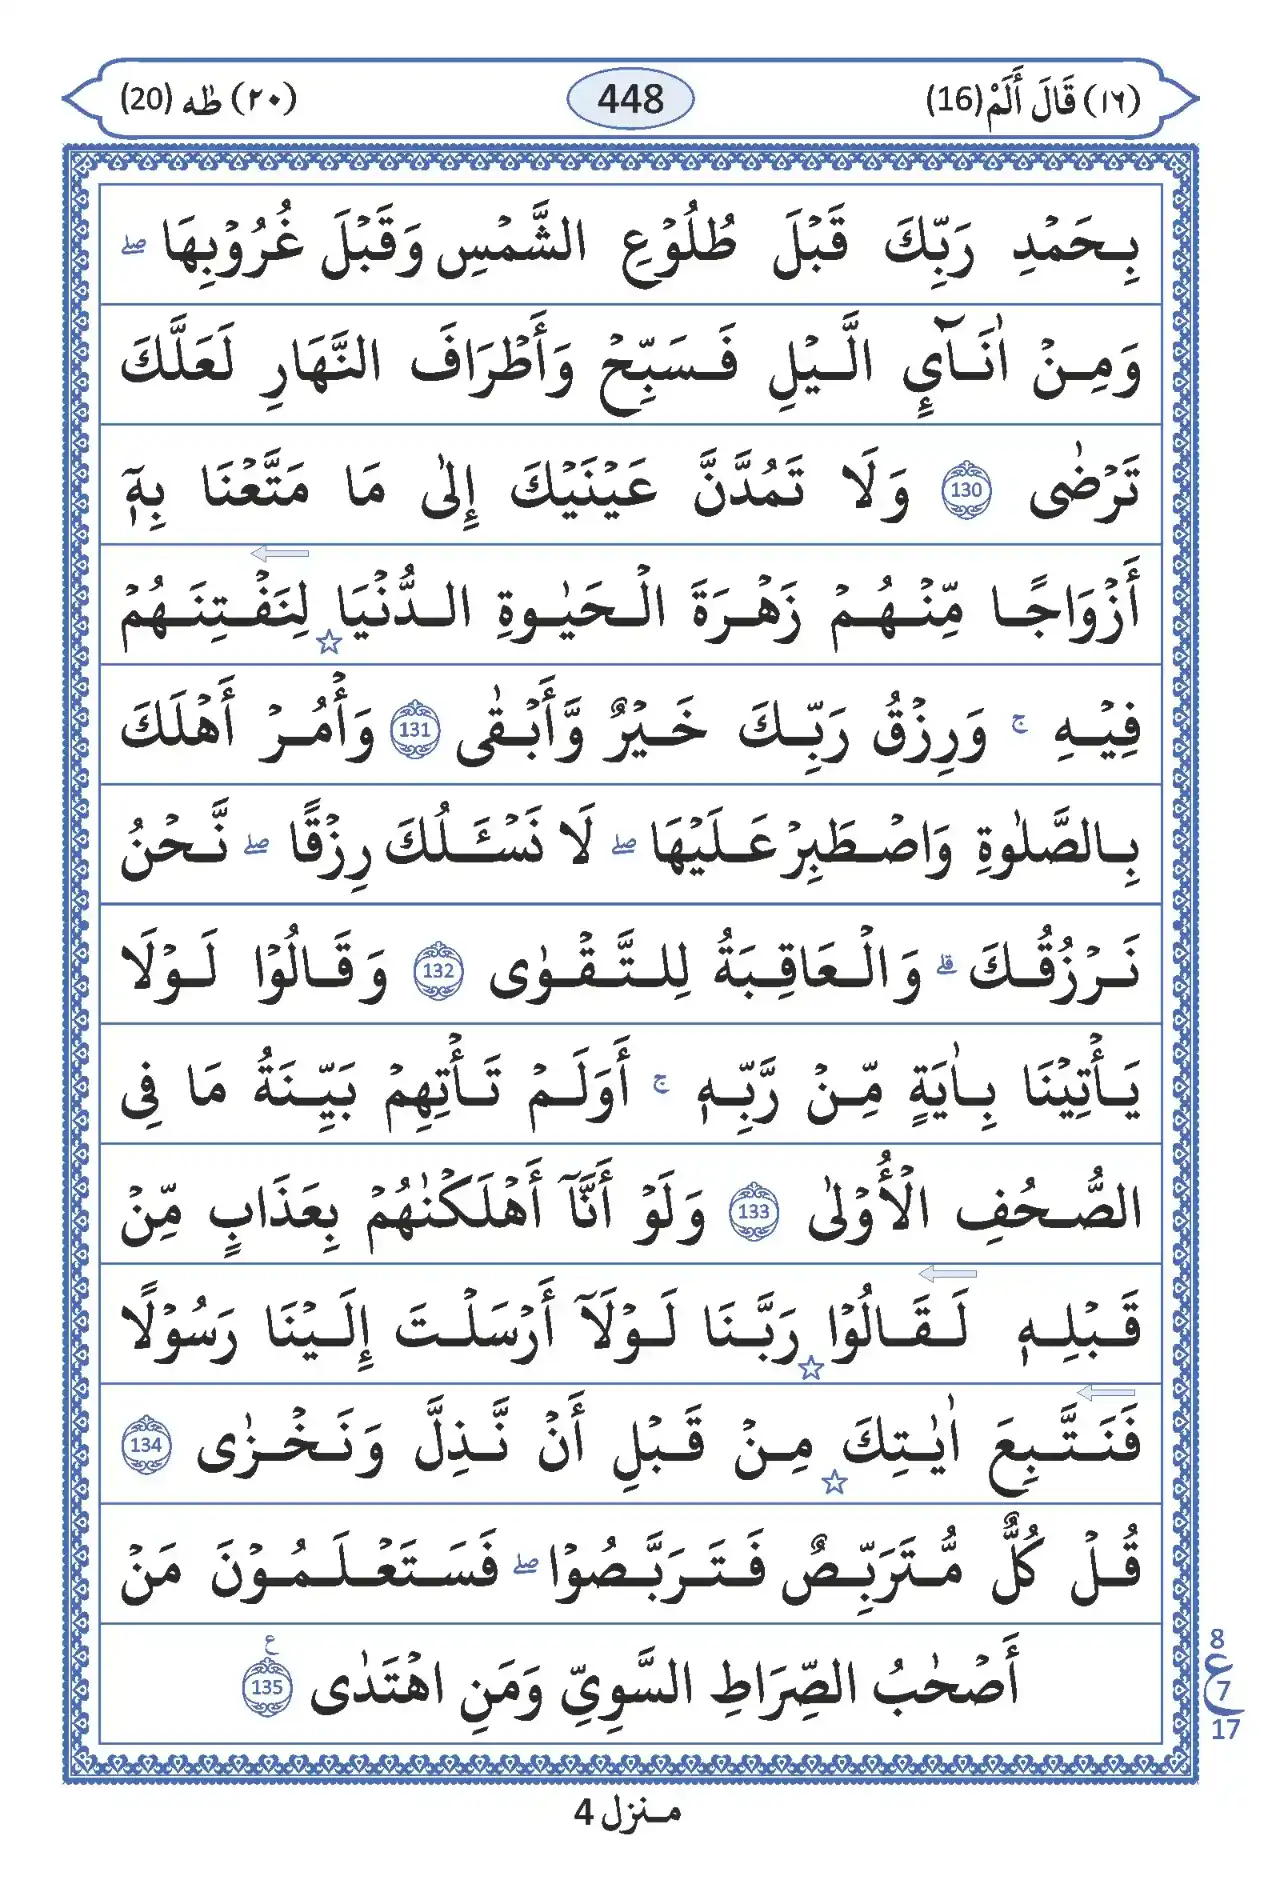 (١٦) قَالَ أَلَمْ (16) 448 (٢٠) طٰه (20)
بِحَمْدِ رَبِّكَ قَبْلَ طُلُوْعِ الشَّمْسِ وَقَبْلَ غُرُوْبِهَا ۖ
وَمِنْ اٰنَآئِ الَّيْلِ فَسَبِّحْ وَأَطْرَافَ النَّهَارِ لَعَلَّكَ
تَرْضٰى 130 وَلَا تَمُدَّنَّ عَيْنَيْكَ إِلٰى مَا مَتَّعْنَا بِهٖٓ
أَزْوَاجًا مِّنْهُمْ زَهْرَةَ الْحَيٰوةِ الدُّنْيَا ☆ لِنَفْتِنَهُمْ
فِيْهِ ۚ وَرِزْقُ رَبِّكَ خَيْرٌ وَّأَبْقٰى 131 وَأْمُرْ أَهْلَكَ
بِالصَّلٰوةِ وَاصْطَبِرْ عَلَيْهَا ۖ لَا نَسْـَٔلُكَ رِزْقًا ۖ نَّحْنُ
نَرْزُقُكَ ۗ وَالْعَاقِبَةُ لِلتَّقْوٰى 132 وَقَالُوْا لَوْلَا
يَأْتِيْنَا بِاٰيَةٍ مِّنْ رَّبِّهٖ ۚ أَوَلَمْ تَأْتِهِمْ بَيِّنَةُ مَا فِى
الصُّحُفِ الْأُوْلٰى 133 وَلَوْ أَنَّآ أَهْلَكْنٰهُمْ بِعَذَابٍ مِّنْ
قَبْلِهٖ لَقَالُوْا ☆ رَبَّنَا لَوْلَآ أَرْسَلْتَ إِلَيْنَا رَسُوْلًا
فَنَتَّبِعَ اٰيٰتِكَ ☆ مِنْ قَبْلِ أَنْ نَّذِلَّ وَنَخْزٰى 134
قُلْ كُلٌّ مُّتَرَبِّصٌ فَتَرَبَّصُوْا ۖ فَسَتَعْلَمُوْنَ مَنْ
أَصْحٰبُ الصِّرَاطِ السَّوِىِّ وَمَنِ اهْتَدٰى 135 ع
8
ع 7
17
منزل 4